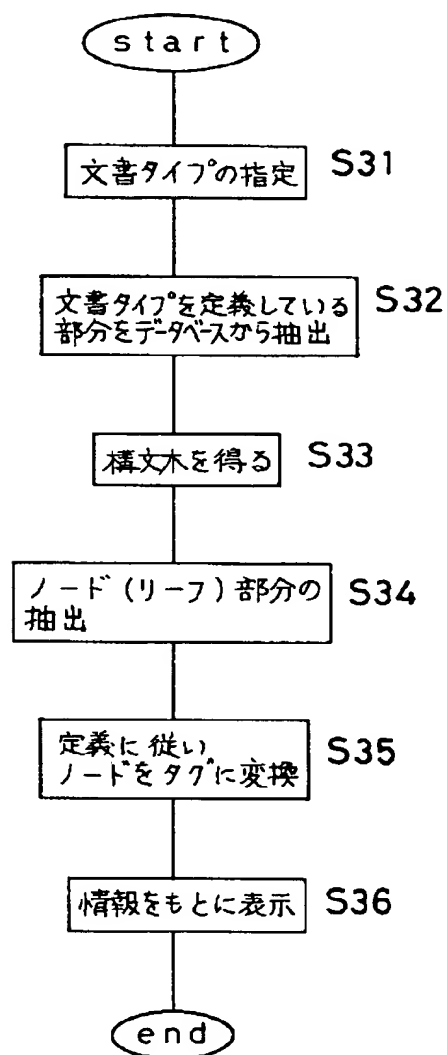 start
文書タイプの指定 S31
文書タイプを定義している S32
部分をデータベースから抽出
構文木を得る S33
ノード(リーフ)部分の S34
抽出
定義に従い S35
ノードをタグに変換
情報をもとに表示 S36
end